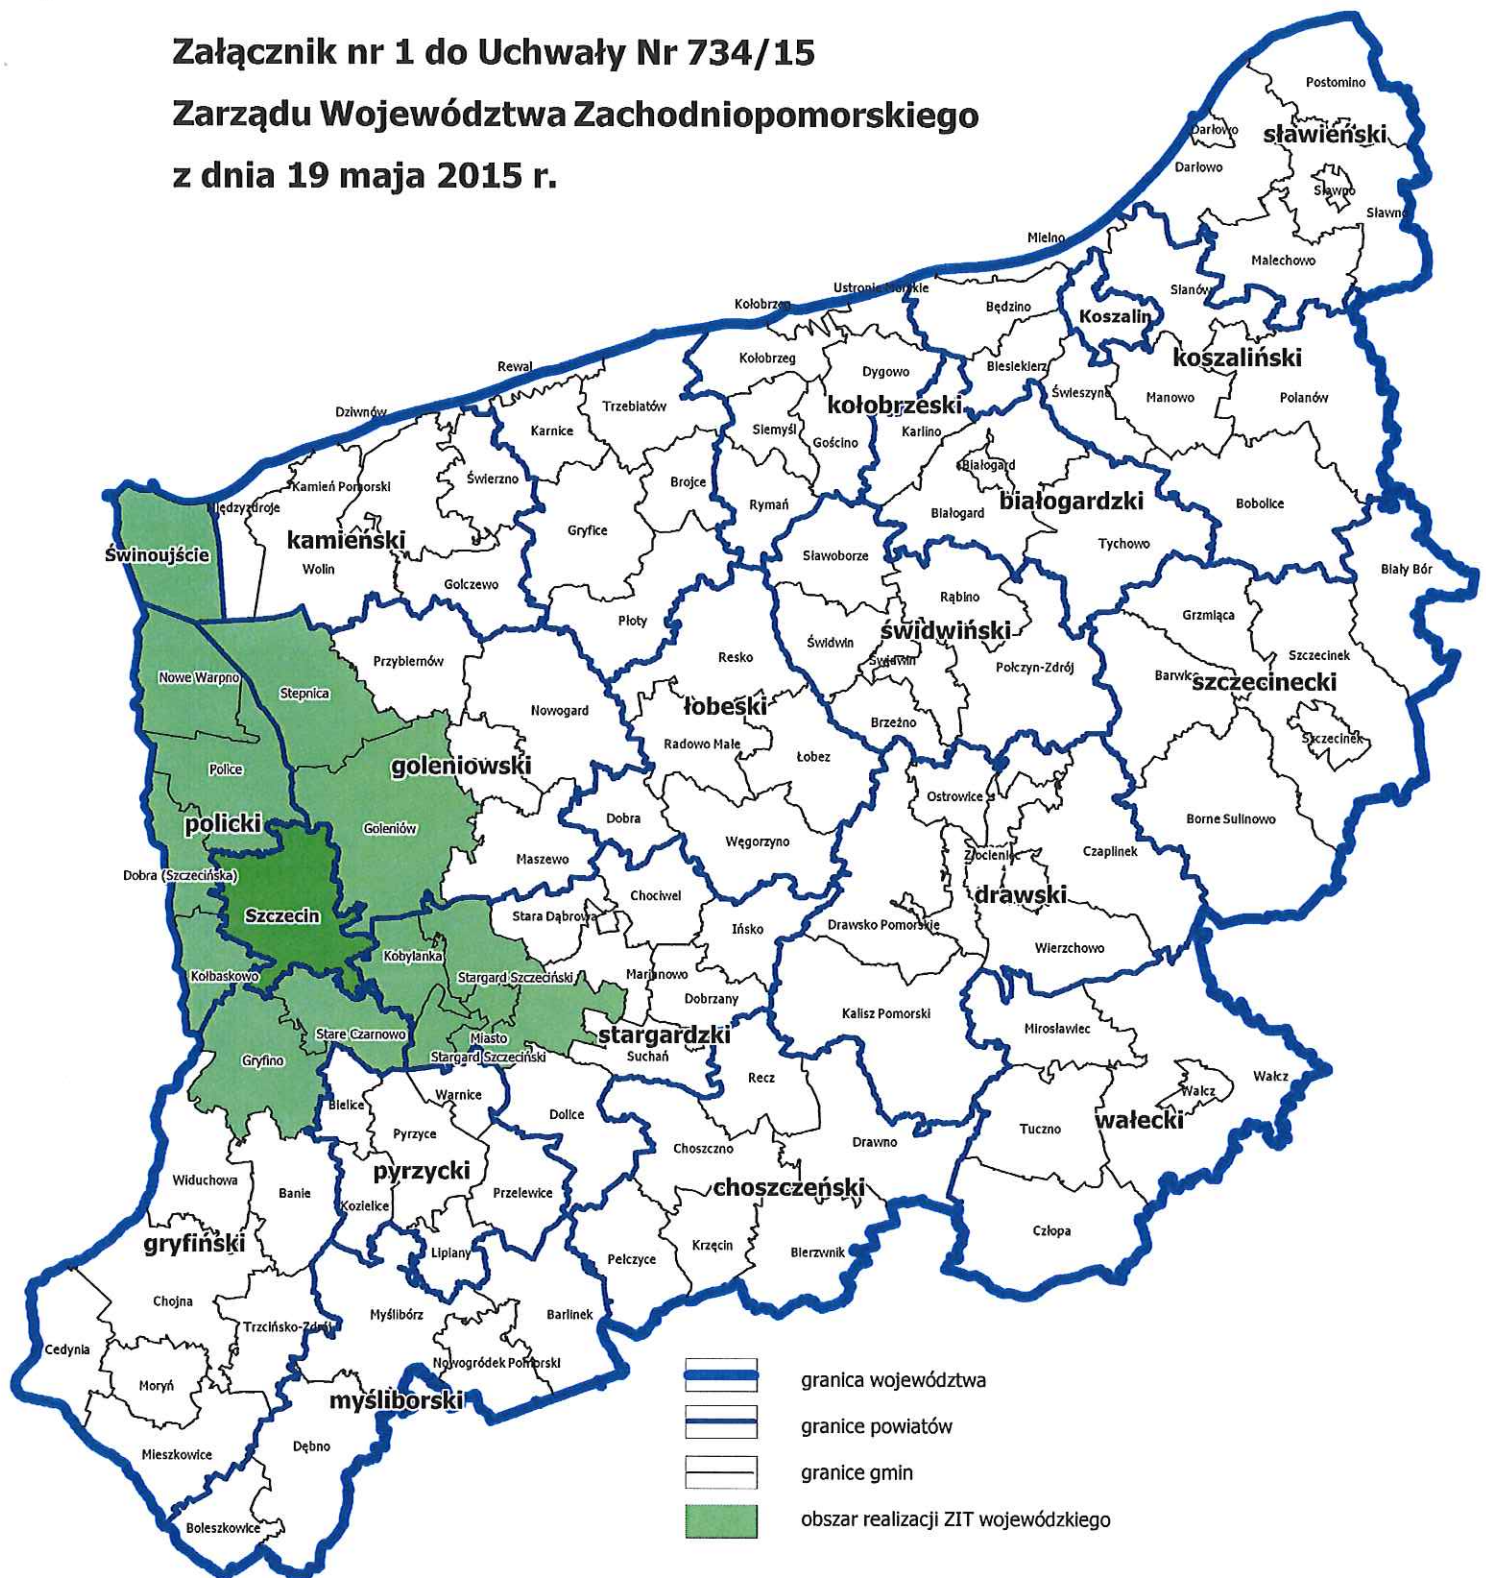 Załącznik nr 1 do Uchwały Nr 734/15
Zarządu Województwa Zachodniopomorskiego
z dnia 19 maja 2015 r.
Postomino
Darłowo
sławieński
Darłowo
Sławno
Sławno
Mielno
Malechowo
Ustronie Morskie
Sianów
Kołobrzeg
Będzino
Koszalin
Kołobrzeg
koszaliński
Rewal
Dygowo
Biesiekierz
Świeszyno
Manowo
Polanów
Dziwnów
Trzebiatów
kołobrzeski
Karnice
Siemyśl
Gościno
Karlino
Białogard
Świerzno
Brojce
Kamień Pomorski
białogardzki
Międzyzdroje
Rymań
Białogard
Bobolice
Gryfice
kamieński
Tychowo
Świnoujście
Sławoborze
Wolin
Golczewo
Biały Bór
Rąbino
Grzmiąca
Płoty
świdwiński
Świdwin
Resko
Szczecinek
Przybiernów
Świdwin
Połczyn-Zdrój
Nowe Warpno
Barwice
szczecinecki
Stepnica
łobeski
Nowogard
Brzeżno
Radowo Małe
Szczecinek
Łobez
Police
goleniowski
Ostrowice
policki
Goleniów
Dobra
Borne Sulinowo
Węgorzyno
Czaplinek
Maszewo
Złocieniec
Dobra (Szczecińska)
Chociwel
drawski
Szczecin
Stara Dąbrowa
Ińsko
Drawsko Pomorskie
Kobylanka
Wierzchowo
Kołbaskowo
Stargard Szczeciński
Marianowo
Dobrzany
Kalisz Pomorski
Stare Czarnowo
Miasto
Stargard Szczeciński
stargardzki
Mirosławiec
Gryfino
Suchań
Recz
Wałcz
Wałcz
Bielice
Warnice
Dolice
Pyrzyce
Tuczno
wałecki
Choszczno
Drawno
Widuchowa
pyrzycki
Banie
Przelewice
choszczeński
Kozielice
gryfiński
Człopa
Lipiany
Pełczyce
Krzęcin
Bierzwnik
Chojna
Myślibórz
Barlinek
Trzcińsko-Zdrój
Cedynia
Nowogródek Pomorski
Moryń
myśliborski
Dębno
Mieszkowice
Boleszkowice
granica województwa
granice powiatów
granice gmin
obszar realizacji ZIT wojewódzkiego